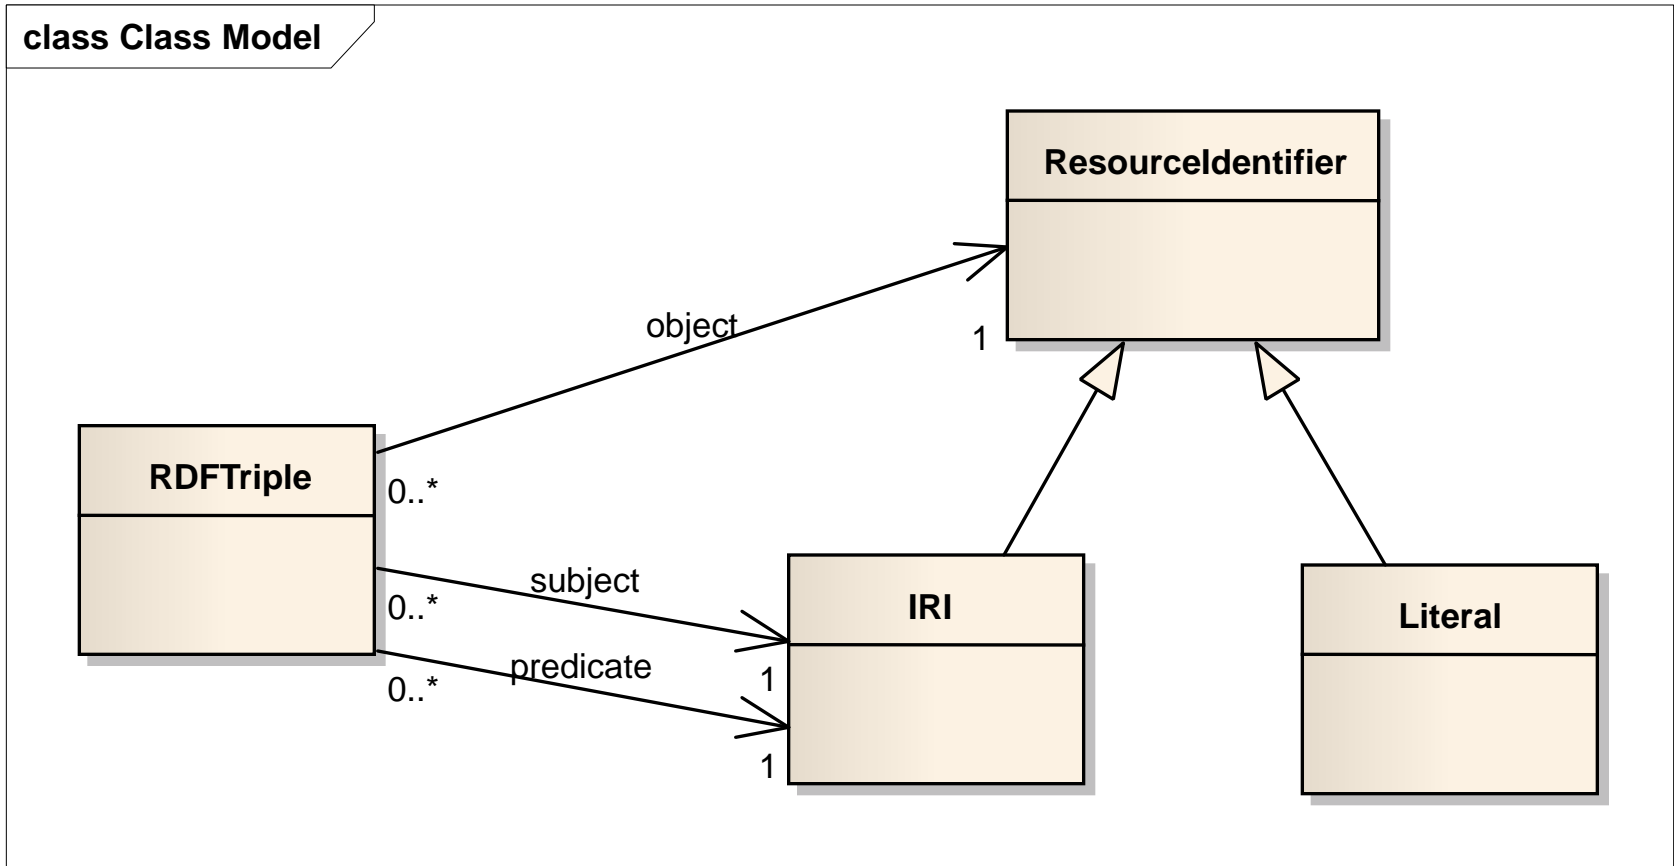 class Class Model
ResourceIdentifier
object
1
RDFTriple
0..*
subject
0..*
IRI
Literal
predicate
1
0..*
1